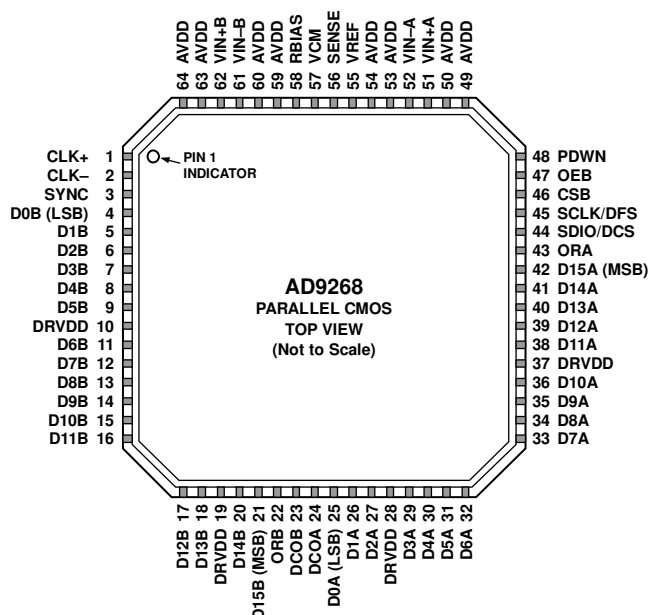 64 AVDD
63 AVDD
62 VIN+B
61 VIN–B
60 AVDD
59 AVDD
58 RBIAS
57 VCM
56 SENSE
55 VREF
54 AVDD
53 AVDD
52 VIN–A
51 VIN+A
50 AVDD
49 AVDD
CLK+ 1
CLK– 2
SYNC 3
D0B (LSB) 4
D1B 5
D2B 6
D3B 7
D4B 8
D5B 9
DRVDD 10
D6B 11
D7B 12
D8B 13
D9B 14
D10B 15
D11B 16
PIN 1
INDICATOR
AD9268
PARALLEL CMOS
TOP VIEW
(Not to Scale)
48 PDWN
47 OEB
46 CSB
45 SCLK/DFS
44 SDIO/DCS
43 ORA
42 D15A (MSB)
41 D14A
40 D13A
39 D12A
38 D11A
37 DRVDD
36 D10A
35 D9A
34 D8A
33 D7A
D12B 17
D13B 18
DRVDD 19
D14B 20
D15B (MSB) 21
ORB 22
DCOB 23
DCOA 24
D0A (LSB) 25
D1A 26
D2A 27
DRVDD 28
D3A 29
D4A 30
D5A 31
D6A 32